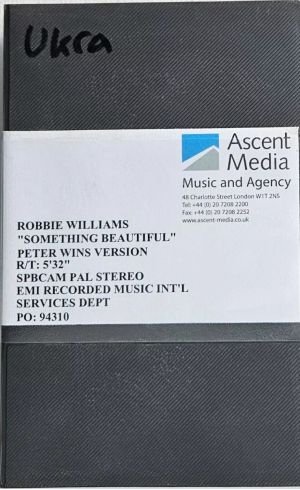 Ukra
Ascent
Media
Music and Agency
48 Charlotte Street London W1T 2NS
Tel: +44 (0) 20 7208 2200
Fax: +44 (0) 20 7208 2252
www.ascent-media.co.uk
ROBBIE WILLIAMS
"SOMETHING BEAUTIFUL"
PETER WINS VERSION
R/T: 5'32"
SPBCAM PAL STEREO
EMI RECORDED MUSIC INT'L
SERVICES DEPT
PO: 94310